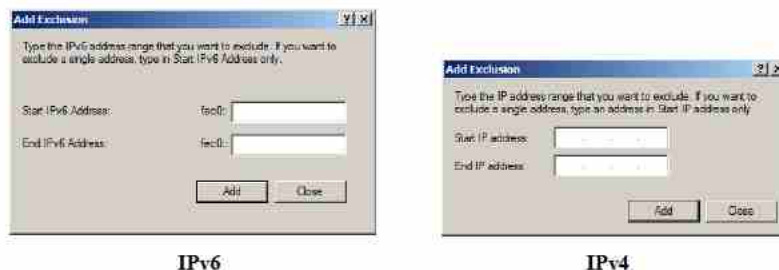 Add Exclusion
Type the IPv6 address range that you want to exclude. If you want to
exclude a single address, type in Start IPv6 Address only.
Start IPv6 Address: fec0:
End IPv6 Address: fec0:
Add Close
IPv6
Add Exclusion
Type the IP address range that you want to exclude. If you want to
exclude a single address, type an address in Start IP address only
Start IP address:
End IP address:
Add Close
IPv4